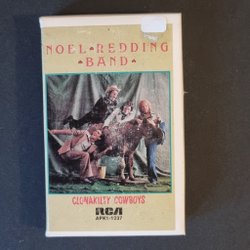 NOEL • REDDING
• BAND •
CLONAKILTY COWBOYS
RCA
APK1-1237